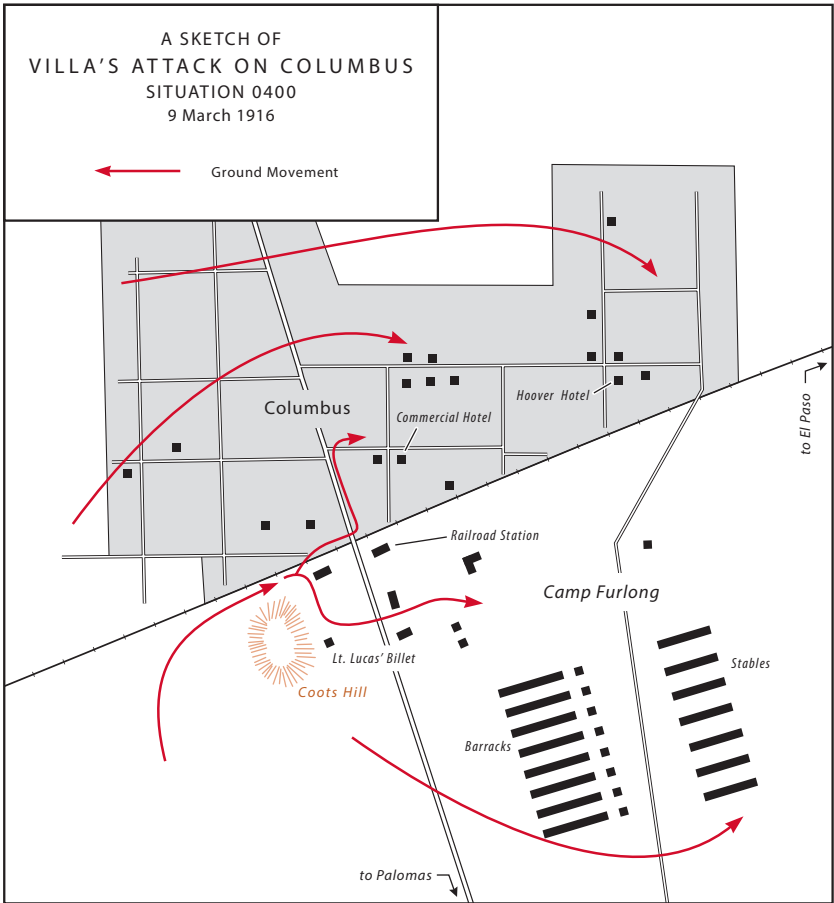 A SKETCH OF
VILLA'S ATTACK ON COLUMBUS
SITUATION 0400
9 March 1916
Ground Movement
Hoover Hotel
Columbus
Commercial Hotel
to El Paso
Railroad Station
Camp Furlong
Lt. Lucas' Billet
Stables
Coots Hill
Barracks
to Palomas